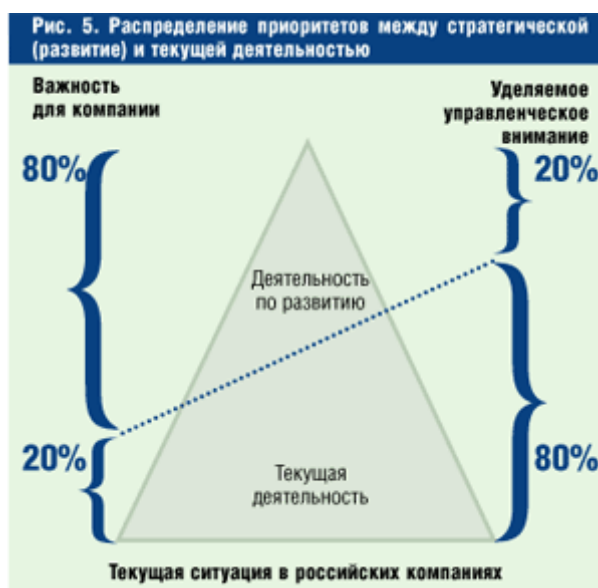 Рис. 5. Распределение приоритетов между стратегической
(развитие) и текущей деятельностью
Важность
для компании
Уделяемое
управленческое
внимание
80%
20%
Деятельность
по развитию
20%
80%
Текущая
деятельность
Текущая ситуация в российских компаниях